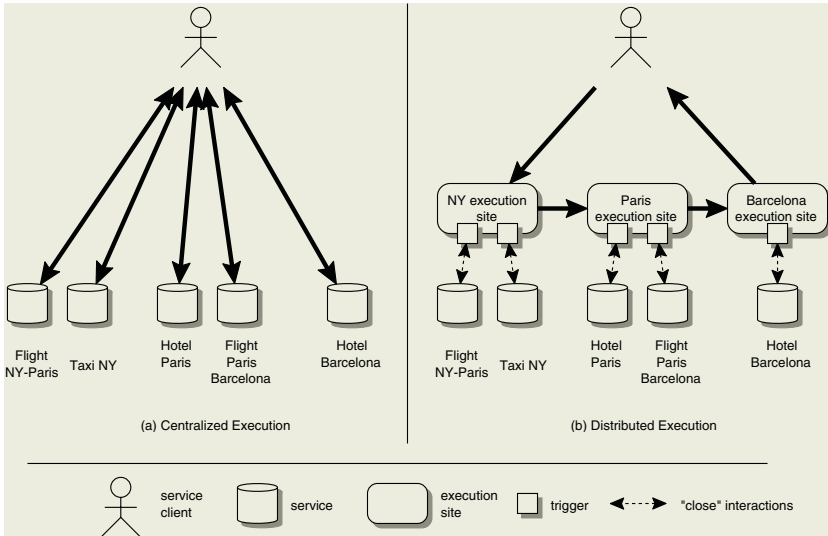 NY execution
site
Paris
execution site
Barcelona
execution site
Flight
NY-Paris
Taxi NY
Hotel
Paris
Flight
Paris
Barcelona
Hotel
Barcelona
Flight
NY-Paris
Taxi NY
Hotel
Paris
Flight
Paris
Barcelona
Hotel
Barcelona
(a) Centralized Execution
(b) Distributed Execution
service
client
service
execution
site
trigger
"close" interactions